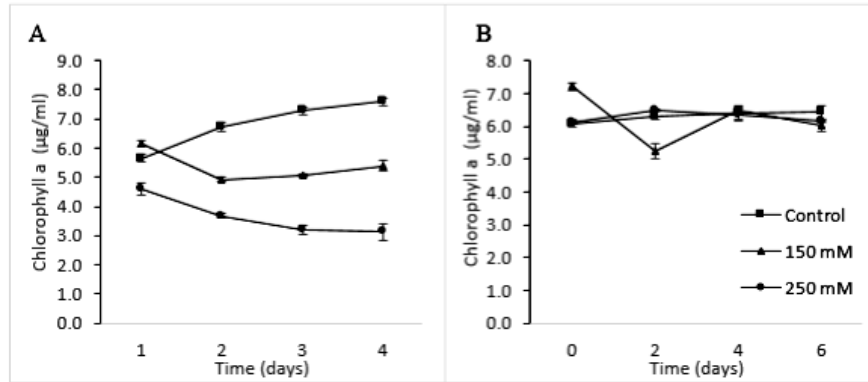 A
Chlorophyll a (µg/ml)
9.0
8.0
7.0
6.0
5.0
4.0
3.0
2.0
1.0
0.0
1 2 3 4
Time (days)
B
Chlorophyll a (µg/ml)
8.0
7.0
6.0
5.0
4.0
3.0
2.0
1.0
0.0
0 2 4 6
Time (days)
Control
150 mM
250 mM